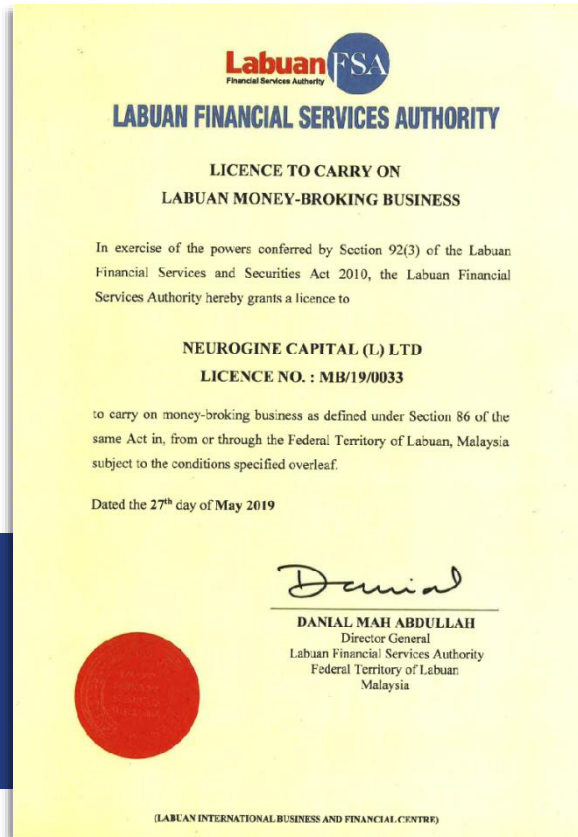 Labuan FSA
Financial Services Authority
LABUAN FINANCIAL SERVICES AUTHORITY
LICENCE TO CARRY ON
LABUAN MONEY-BROKING BUSINESS
In exercise of the powers conferred by Section 92(3) of the Labuan
Financial Services and Securities Act 2010, the Labuan Financial
Services Authority hereby grants a licence to
NEUROGINE CAPITAL (L) LTD
LICENCE NO. : MB/19/0033
to carry on money-broking business as defined under Section 86 of the
same Act in, from or through the Federal Territory of Labuan, Malaysia
subject to the conditions specified overleaf.
Dated the 27th day of May 2019
Danial
DANIAL MAH ABDULLAH
Director General
Labuan Financial Services Authority
Federal Territory of Labuan
Malaysia
(LABUAN INTERNATIONAL BUSINESS AND FINANCIAL CENTRE)